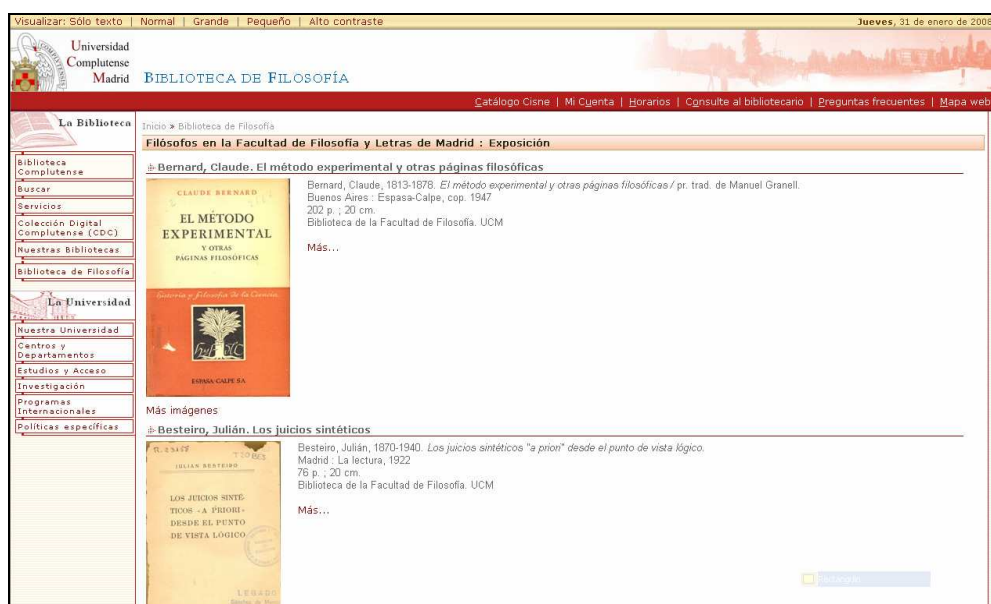 Visualizar: Sólo texto | Normal | Grande | Pequeño | Alto contraste
Jueves, 31 de enero de 2008
Universidad
Complutense
Madrid
BIBLIOTECA DE FILOSOFÍA
Catálogo Cisne | Mi Cuenta | Horarios | Consulte al bibliotecario | Preguntas frecuentes | Mapa web
La Biblioteca
Biblioteca
Complutense
Buscar
Servicios
Colección Digital
Complutense (CDC)
Nuestras Bibliotecas
Biblioteca de Filosofía
La Universidad
Nuestra Universidad
Centros y
Departamentos
Estudios y Acceso
Investigación
Programas
Internacionales
Políticas específicas
Inicio > Biblioteca de Filosofía
Filósofos en la Facultad de Filosofía y Letras de Madrid : Exposición
Bernard, Claude. El método experimental y otras páginas filosóficas
CLAUDE BERNARD
EL MÉTODO
EXPERIMENTAL
Y OTRAS
PÁGINAS FILOSÓFICAS
Historia y Filosofía de la Ciencia
ESPASA-CALPE S.A.
Bernard, Claude, 1813-1878. El método experimental y otras páginas filosóficas / pr. trad. de Manuel Granell.
Buenos Aires : Espasa-Calpe, cop. 1947
202 p. ; 20 cm.
Biblioteca de la Facultad de Filosofía. UCM
Más...
Más imágenes
Besteiro, Julián. Los juicios sintéticos
JULIAN BESTEIRO
LOS JUICIOS SINTÉ-
TICOS «A PRIORI»
DESDE EL PUNTO
DE VISTA LÓGICO
LEGADO
Besteiro, Julián, 1870-1940. Los juicios sintéticos "a priori" desde el punto de vista lógico.
Madrid : La lectura, 1922
76 p. ; 20 cm.
Biblioteca de la Facultad de Filosofía. UCM
Más...